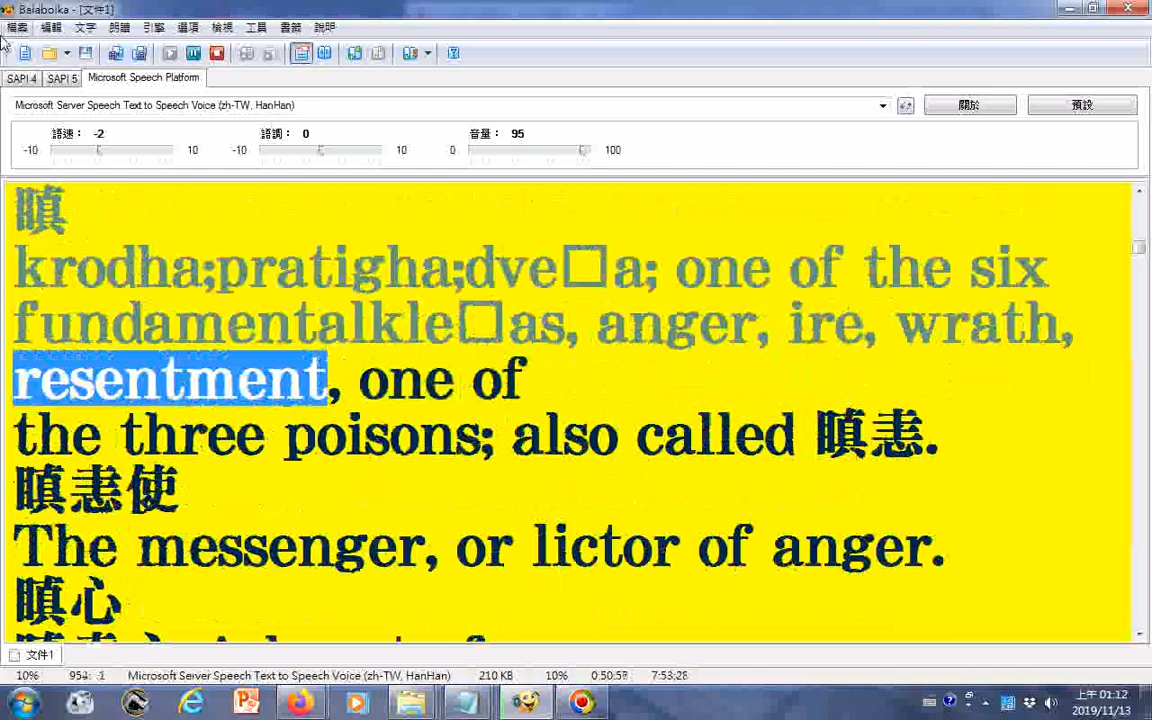 Balabolka - [文件1]
檔案 編輯 文字 朗讀 引擎 選項 檢視 工具 書籤 說明
SAPI 4 SAPI 5 Microsoft Speech Platform
Microsoft Server Speech Text to Speech Voice (zh-TW, HanHan) 關於 預設
語速： -2 語調： 0 音量： 95
-10 10 -10 10 0 100
瞋
krodha;pratigha;dve□a; one of the six
fundamentalkle□as, anger, ire, wrath,
resentment, one of
the three poisons; also called 瞋恚.
瞋恚使
The messenger, or lictor of anger.
瞋心
文件1
10% 954: 1 Microsoft Server Speech Text to Speech Voice (zh-TW, HanHan) 210 KB 10% 7:53:28
上午 01:12
2019/11/13